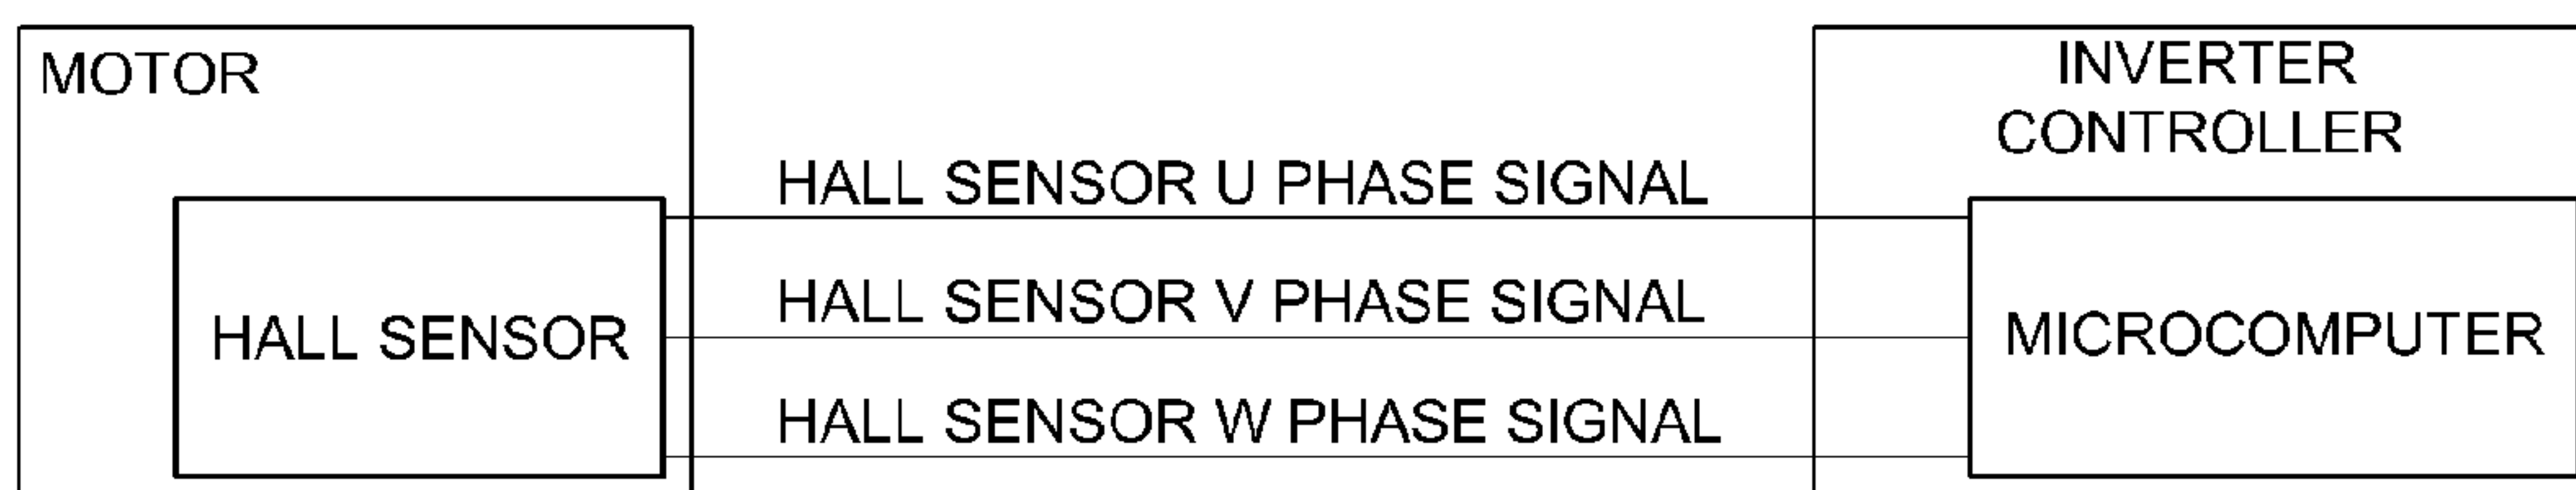 MOTOR
INVERTER
CONTROLLER
HALL SENSOR U PHASE SIGNAL
HALL SENSOR V PHASE SIGNAL
HALL SENSOR
MICROCOMPUTER
HALL SENSOR W PHASE SIGNAL